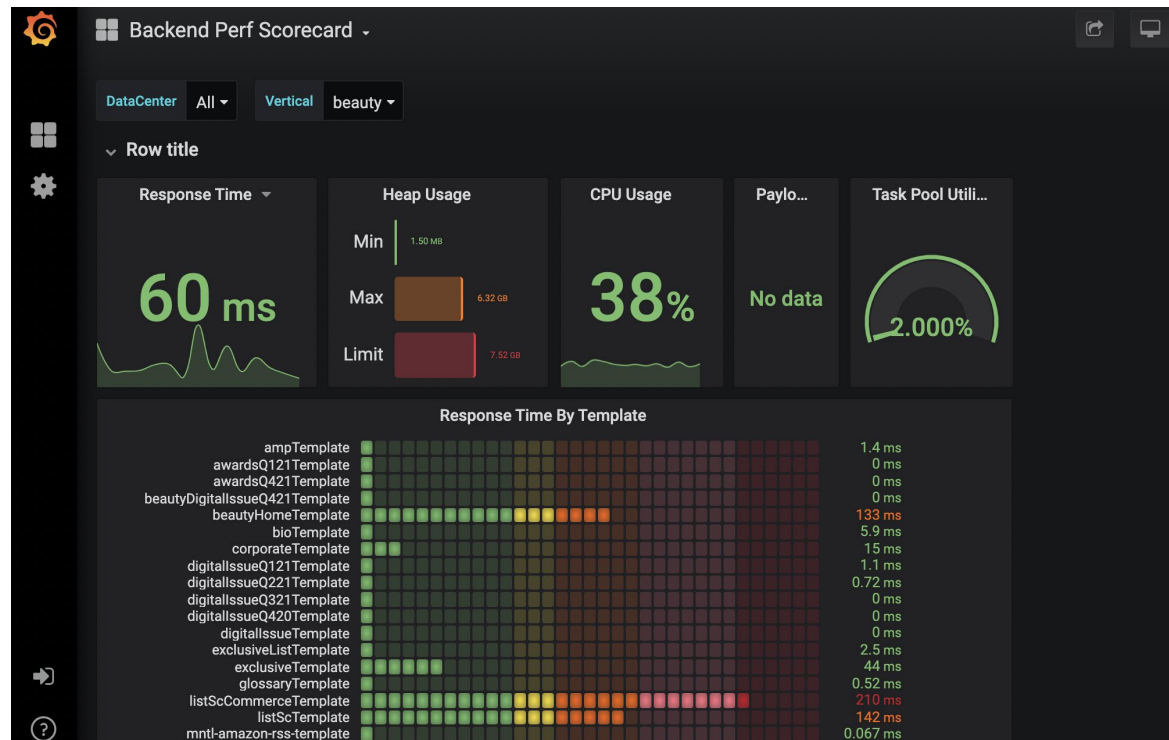 Backend Perf Scorecard
DataCenter All Vertical beauty
Row title
Response Time
60 ms
Heap Usage
Min 1.50 MB
Max 6.32 GB
Limit 7.52 GB
CPU Usage
38%
Paylo...
No data
Task Pool Utili...
2.000%
Response Time By Template
ampTemplate 1.4 ms
awardsQ121Template 0 ms
awardsQ421Template 0 ms
beautyDigitalIssueQ421Template 0 ms
beautyHomeTemplate 133 ms
bioTemplate 5.9 ms
corporateTemplate 15 ms
digitalIssueQ121Template 1.1 ms
digitalIssueQ221Template 0.72 ms
digitalIssueQ321Template 0 ms
digitalIssueQ420Template 0 ms
digitalIssueTemplate 0 ms
exclusiveListTemplate 2.5 ms
exclusiveTemplate 44 ms
glossaryTemplate 0.52 ms
listScCommerceTemplate 210 ms
listScTemplate 142 ms
mntl-amazon-rss-template 0.067 ms